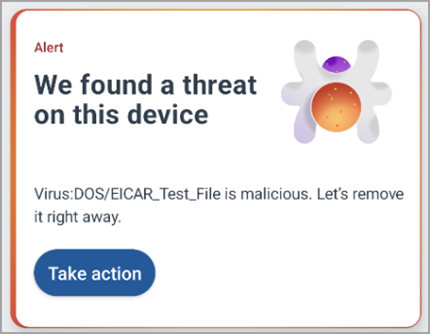 Alert
We found a threat
on this device
Virus:DOS/EICAR_Test_File is malicious. Let's remove
it right away.
Take action